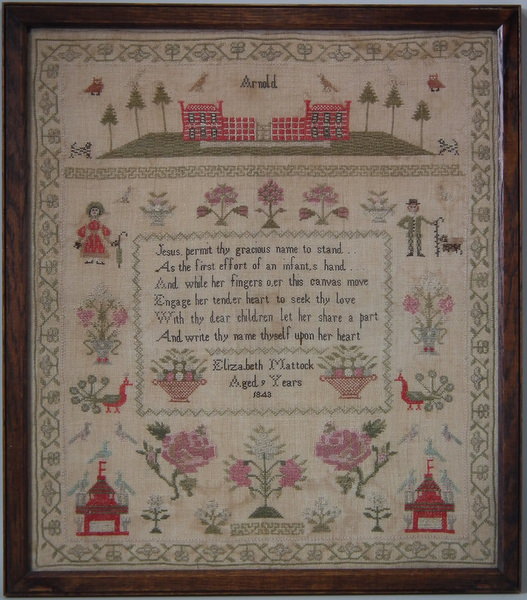 Arnold
Jesus, permit thy gracious name to stand . .
As the first effort of an infant,s hand . .
And while her fingers o,er this canvas move
Engage her tender heart to seek thy love
With thy dear children let her share a part
And write thy name thyself upon her heart
Elizabeth Mattock
Aged 9 Years
1843